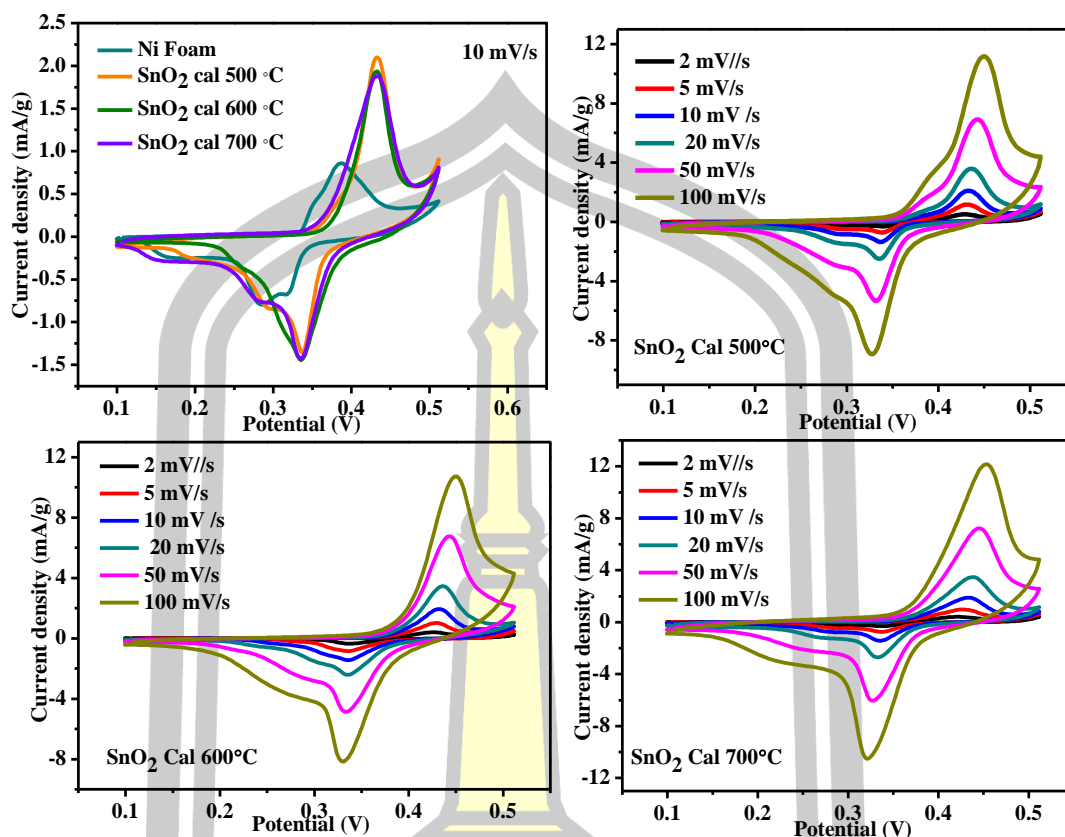 Ni Foam
SnO2 cal 500 °C
SnO2 cal 600 °C
SnO2 cal 700 °C
10 mV/s
Current density (mA/g)
2.5
2.0
1.5
1.0
0.5
0.0
-0.5
-1.0
-1.5
0.1 0.2 0.3 0.4 0.5 0.6
Potential (V)
2 mV//s
5 mV/s
10 mV /s
20 mV/s
50 mV/s
100 mV/s
Current density (mA/g)
12
8
4
0
-4
-8
SnO2 Cal 500°C
0.1 0.2 0.3 0.4 0.5
Potential (V)
2 mV//s
5 mV/s
10 mV /s
20 mV/s
50 mV/s
100 mV/s
Current density (mA/g)
12
8
4
0
-4
-8
SnO2 Cal 600°C
0.1 0.2 0.3 0.4 0.5
Potential (V)
2 mV//s
5 mV/s
10 mV /s
20 mV/s
50 mV/s
100 mV/s
Current density (mA/g)
12
9
6
3
0
-3
-6
-9
-12
SnO2 Cal 700°C
0.1 0.2 0.3 0.4 0.5
Potential (V)